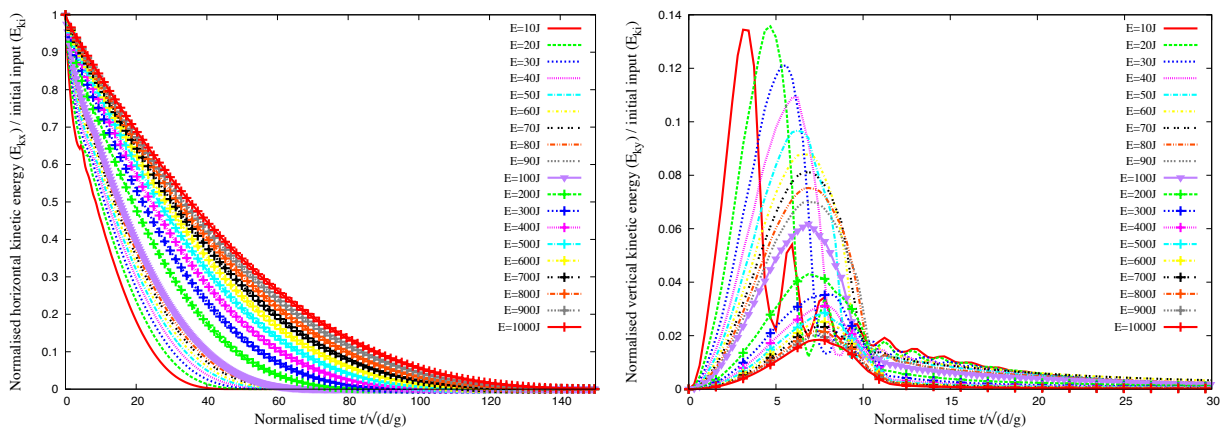 Normalised horizontal kinetic energy (E_kx) / initial input (E_ki)
1
0.9
0.8
0.7
0.6
0.5
0.4
0.3
0.2
0.1
0
0 20 40 60 80 100 120 140
Normalised time t/√(d/g)
E=10J
E=20J
E=30J
E=40J
E=50J
E=60J
E=70J
E=80J
E=90J
E=100J
E=200J
E=300J
E=400J
E=500J
E=600J
E=700J
E=800J
E=900J
E=1000J
Normalised vertical kinetic energy (E_ky) / initial input (E_ki)
0.14
0.12
0.1
0.08
0.06
0.04
0.02
0
0 5 10 15 20 25 30
Normalised time t/√(d/g)
E=10J
E=20J
E=30J
E=40J
E=50J
E=60J
E=70J
E=80J
E=90J
E=100J
E=200J
E=300J
E=400J
E=500J
E=600J
E=700J
E=800J
E=900J
E=1000J